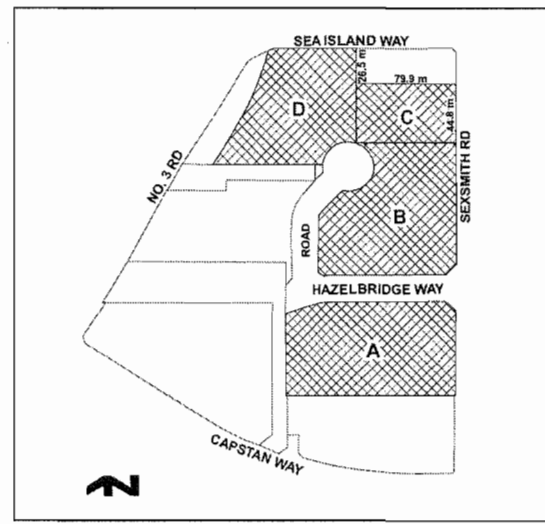 SEA ISLAND WAY
26.5 m
79.9 m
D
C
44.8 m
NO. 3 RD
SEXSMITH RD
B
ROAD
HAZELBRIDGE WAY
A
CAPSTAN WAY
N